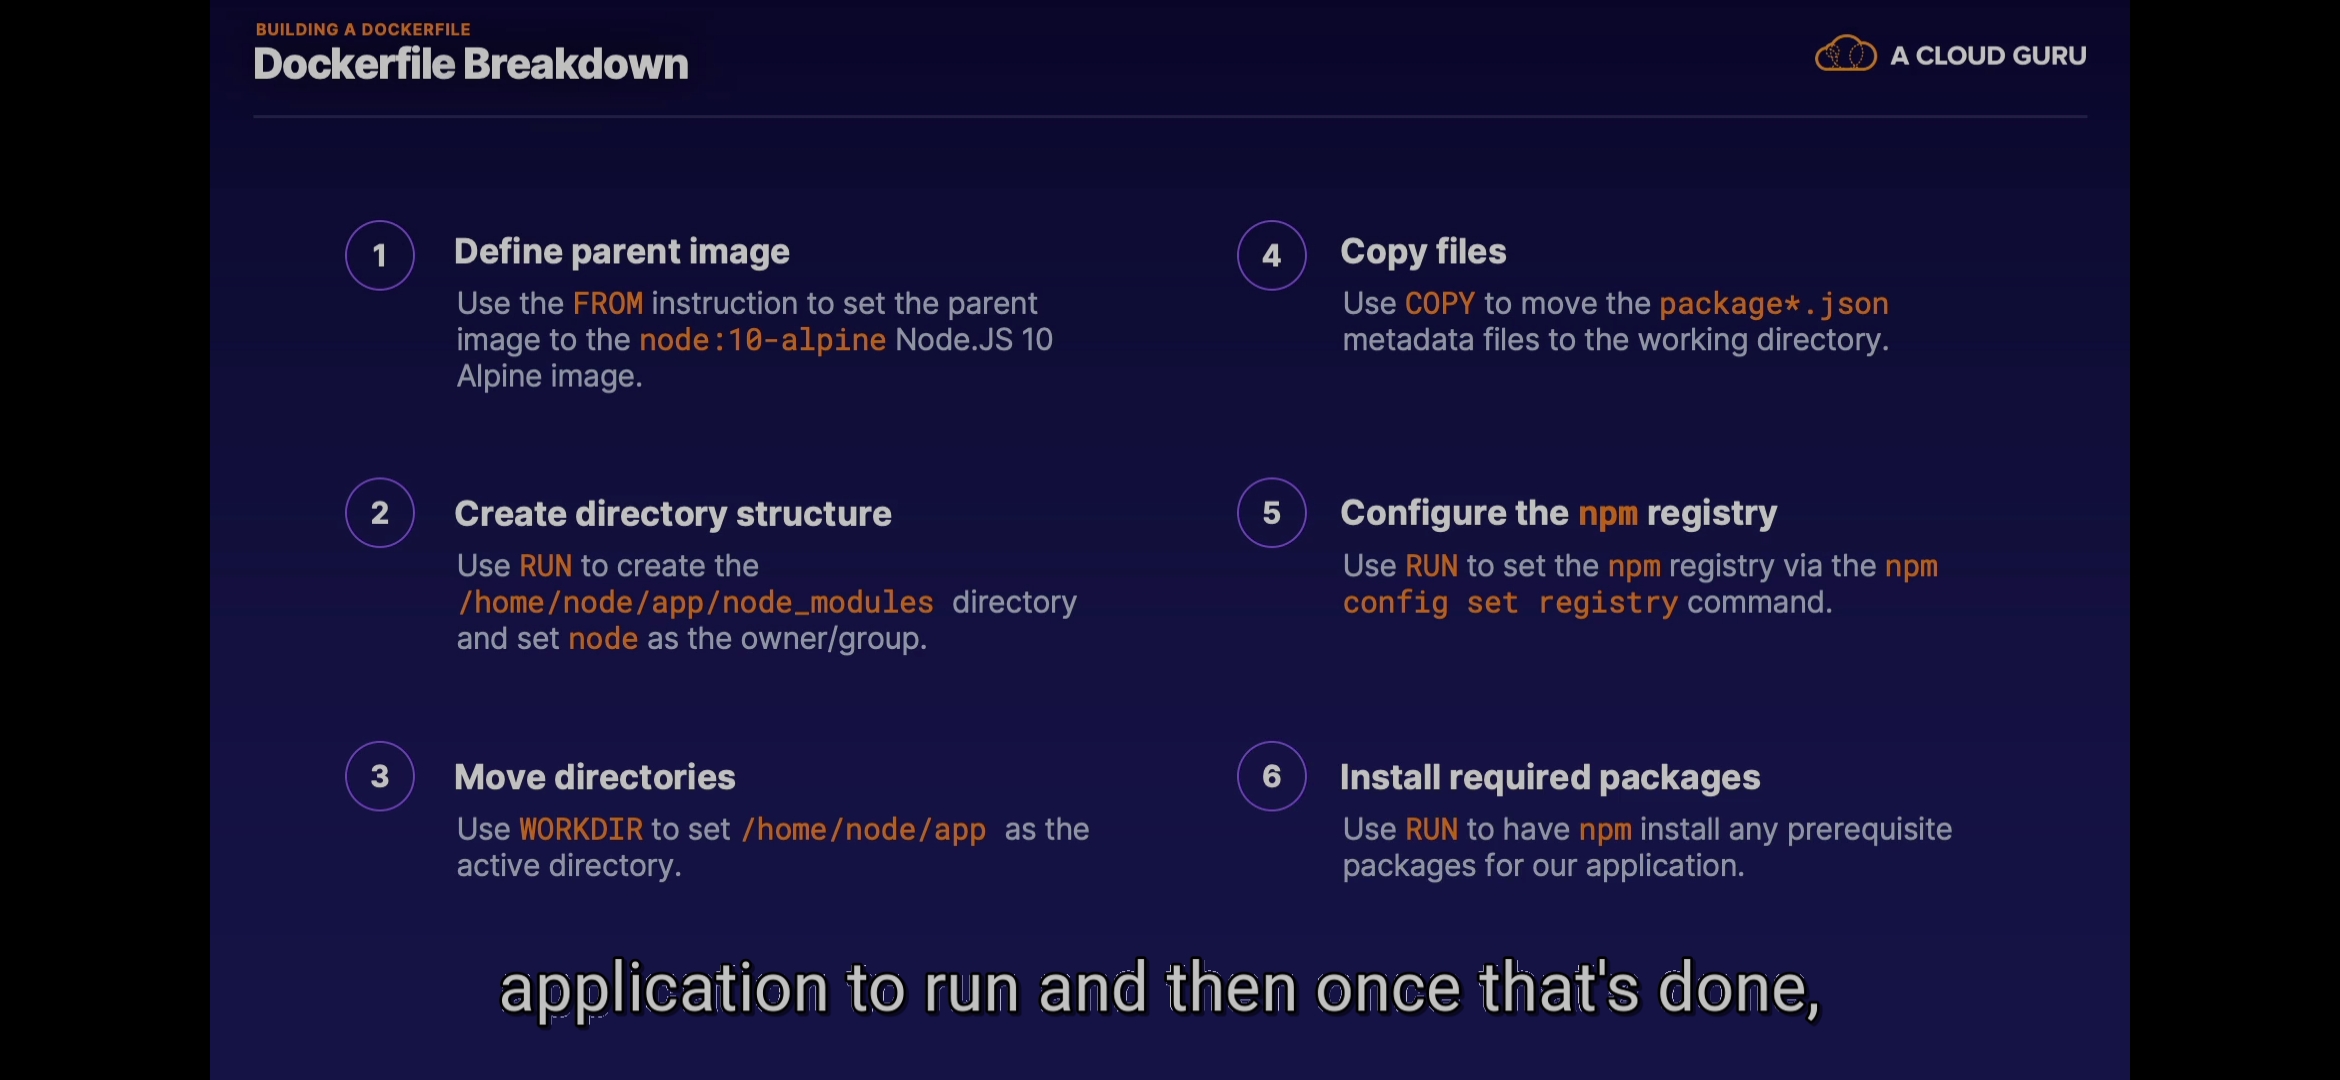 BUILDING A DOCKERFILE
Dockerfile Breakdown
A CLOUD GURU
1
Define parent image
Use the FROM instruction to set the parent
image to the node:10-alpine Node.JS 10
Alpine image.
2
Create directory structure
Use RUN to create the
/home/node/app/node_modules directory
and set node as the owner/group.
3
Move directories
Use WORKDIR to set /home/node/app as the
active directory.
4
Copy files
Use COPY to move the package*.json
metadata files to the working directory.
5
Configure the npm registry
Use RUN to set the npm registry via the npm
config set registry command.
6
Install required packages
Use RUN to have npm install any prerequisite
packages for our application.
application to run and then once that's done,